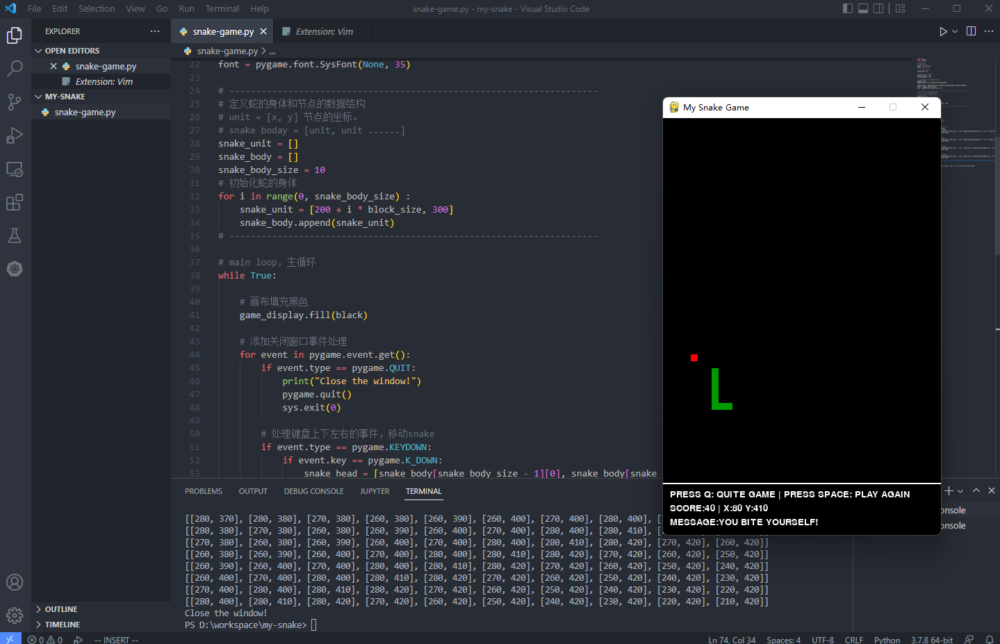 File Edit Selection View Go Run Terminal Help
snake-game.py - my-snake - Visual Studio Code
EXPLORER
OPEN EDITORS
snake-game.py
Extension: Vim
MY-SNAKE
snake-game.py
OUTLINE
TIMELINE
snake-game.py
Extension: Vim
snake-game.py > ...
22 font = pygame.font.SysFont(None, 35)
23
24 # ---------------------------------------------------------------------
25 # 定义蛇的身体和节点的数据结构
26 # unit = [x, y] 节点的坐标。
27 # snake boday = [unit, unit ......]
28 snake_unit = []
29 snake_body = []
30 snake_body_size = 10
31 # 初始化蛇的身体
32 for i in range(0, snake_body_size) :
33 snake_unit = [200 + i * block_size, 300]
34 snake_body.append(snake_unit)
35 # ---------------------------------------------------------------------
36
37 # main loop，主循环
38 while True:
39
40 # 画布填充黑色
41 game_display.fill(black)
42
43 # 添加关闭窗口事件处理
44 for event in pygame.event.get():
45 if event.type == pygame.QUIT:
46 print("Close the window!")
47 pygame.quit()
48 sys.exit(0)
49
50 # 处理键盘上下左右的事件，移动snake
51 if event.type == pygame.KEYDOWN:
52 if event.key == pygame.K_DOWN:
53 snake_head = [snake_body[snake_body_size - 1][0], snake_body[snake
My Snake Game
PRESS Q: QUITE GAME | PRESS SPACE: PLAY AGAIN
SCORE:40 | X:80 Y:410
MESSAGE:YOU BITE YOURSELF!
PROBLEMS OUTPUT DEBUG CONSOLE JUPYTER TERMINAL
[[280, 370], [280, 380], [270, 380], [260, 380], [260, 390], [260, 400], [270, 400], [280, 400], [
[[280, 380], [270, 380], [260, 380], [260, 390], [260, 400], [270, 400], [280, 400], [280, 410], [
[[270, 380], [260, 380], [260, 390], [260, 400], [270, 400], [280, 400], [280, 410], [280, 420], [270, 420], [260, 420]]
[[260, 380], [260, 390], [260, 400], [270, 400], [280, 400], [280, 410], [280, 420], [270, 420], [260, 420], [250, 420]]
[[260, 390], [260, 400], [270, 400], [280, 400], [280, 410], [280, 420], [270, 420], [260, 420], [250, 420], [240, 420]]
[[260, 400], [270, 400], [280, 400], [280, 410], [280, 420], [270, 420], [260, 420], [250, 420], [240, 420], [230, 420]]
[[270, 400], [280, 400], [280, 410], [280, 420], [270, 420], [260, 420], [250, 420], [240, 420], [230, 420], [220, 420]]
[[280, 400], [280, 410], [280, 420], [270, 420], [260, 420], [250, 420], [240, 420], [230, 420], [220, 420], [210, 420]]
Close the window!
PS D:\workspace\my-snake>
onsole
onsole
0 0 -- INSERT --
Ln 74, Col 34 Spaces: 4 UTF-8 CRLF Python 3.7.8 64-bit